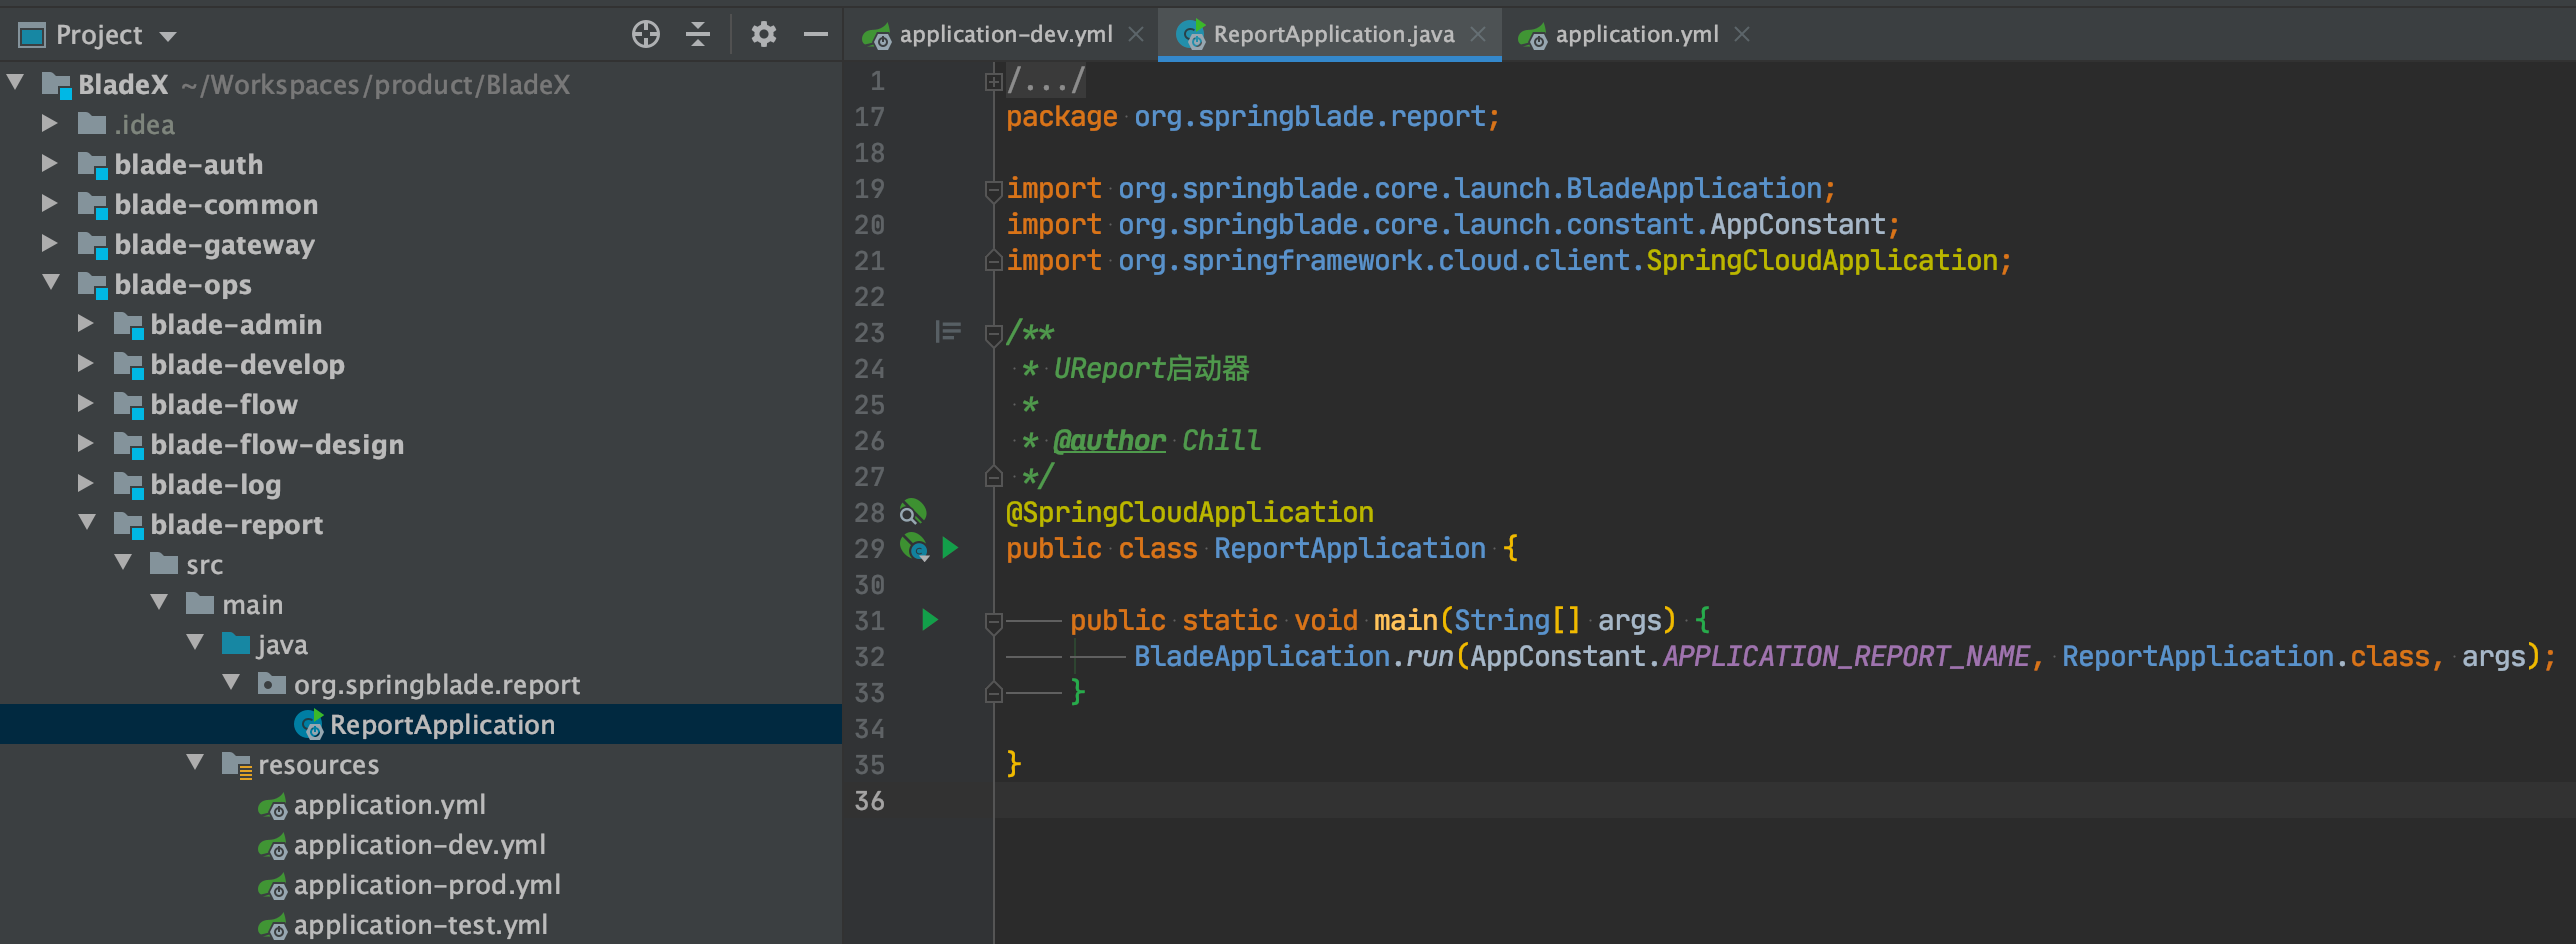 Project
BladeX ~/Workspaces/product/BladeX
.idea
blade-auth
blade-common
blade-gateway
blade-ops
blade-admin
blade-develop
blade-flow
blade-flow-design
blade-log
blade-report
src
main
java
org.springblade.report
ReportApplication
resources
application.yml
application-dev.yml
application-prod.yml
application-test.yml
application-dev.yml ReportApplication.java application.yml
1 /.../
17 package org.springblade.report;
18
19 import org.springblade.core.launch.BladeApplication;
20 import org.springblade.core.launch.constant.AppConstant;
21 import org.springframework.cloud.client.SpringCloudApplication;
22
23 /**
24 * UReport启动器
25 *
26 * @author Chill
27 */
28 @SpringCloudApplication
29 public class ReportApplication {
30
31 public static void main(String[] args) {
32 BladeApplication.run(AppConstant.APPLICATION_REPORT_NAME, ReportApplication.class, args);
33 }
34
35 }
36